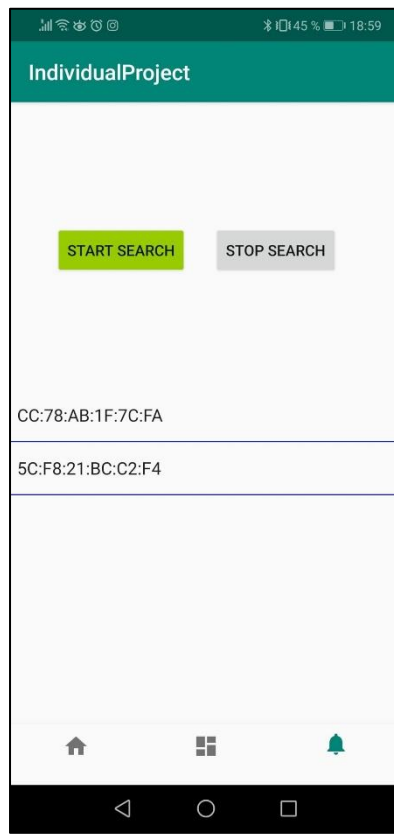 45 % 18:59
IndividualProject
START SEARCH STOP SEARCH
CC:78:AB:1F:7C:FA
5C:F8:21:BC:C2:F4